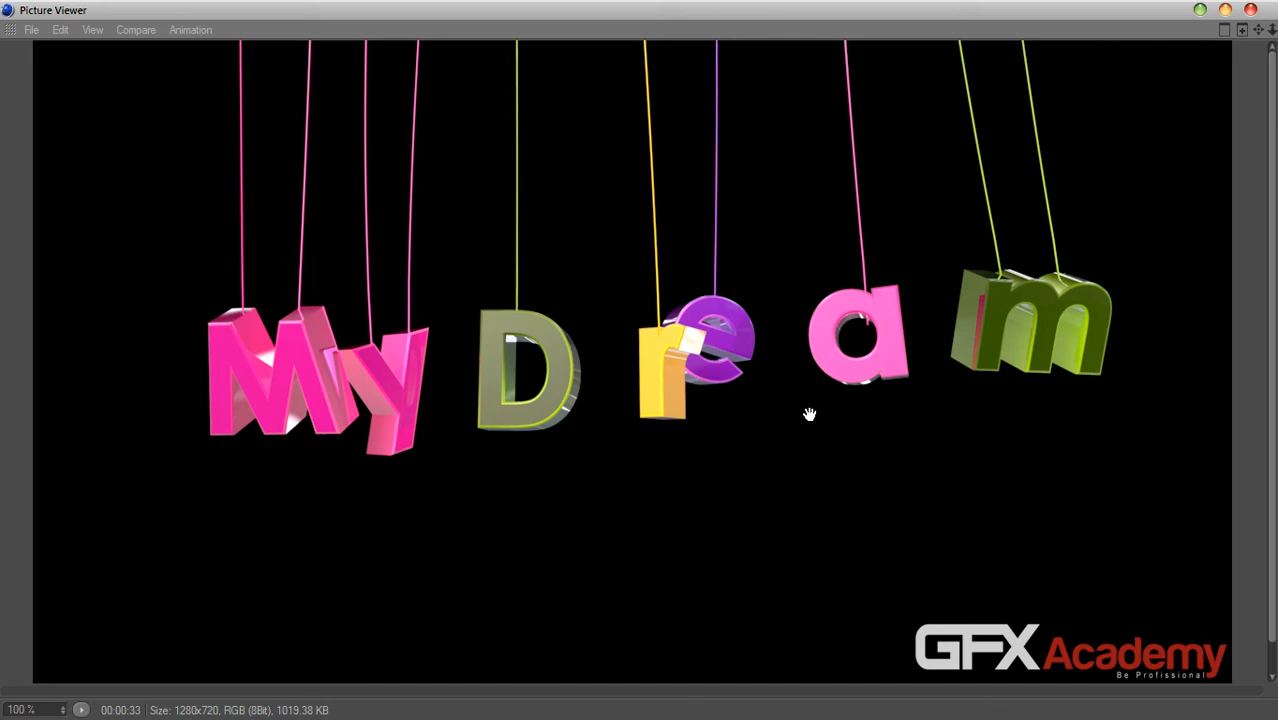 Picture Viewer
File Edit View Compare Animation
My Dream
GFX Academy
Be Profissional
100 % 00:00:33 Size: 1280x720, RGB (8Bit), 1019.38 KB